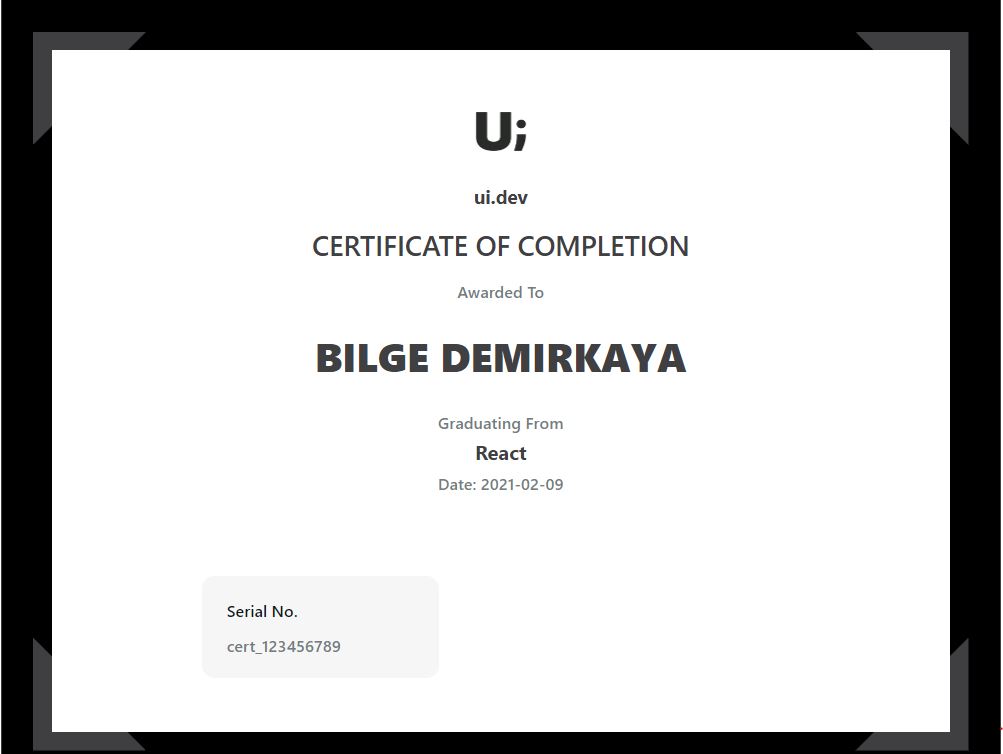 U;
ui.dev
CERTIFICATE OF COMPLETION
Awarded To
BILGE DEMIRKAYA
Graduating From
React
Date: 2021-02-09
Serial No.
cert_123456789